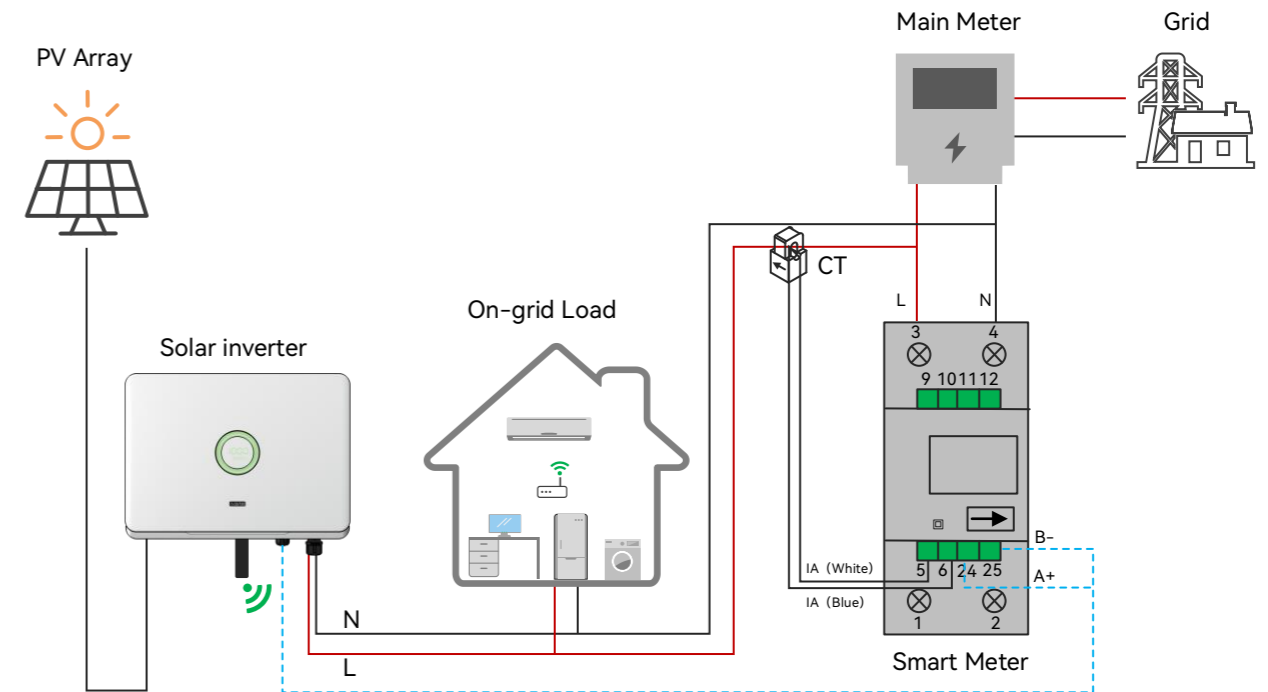 Main Meter
Grid
PV Array
CT
On-grid Load
L
N
Solar inverter
3
4
9 10 11 12
B-
IA (White)
5 6 24 25
A+
IA (Blue)
1
2
N
L
Smart Meter